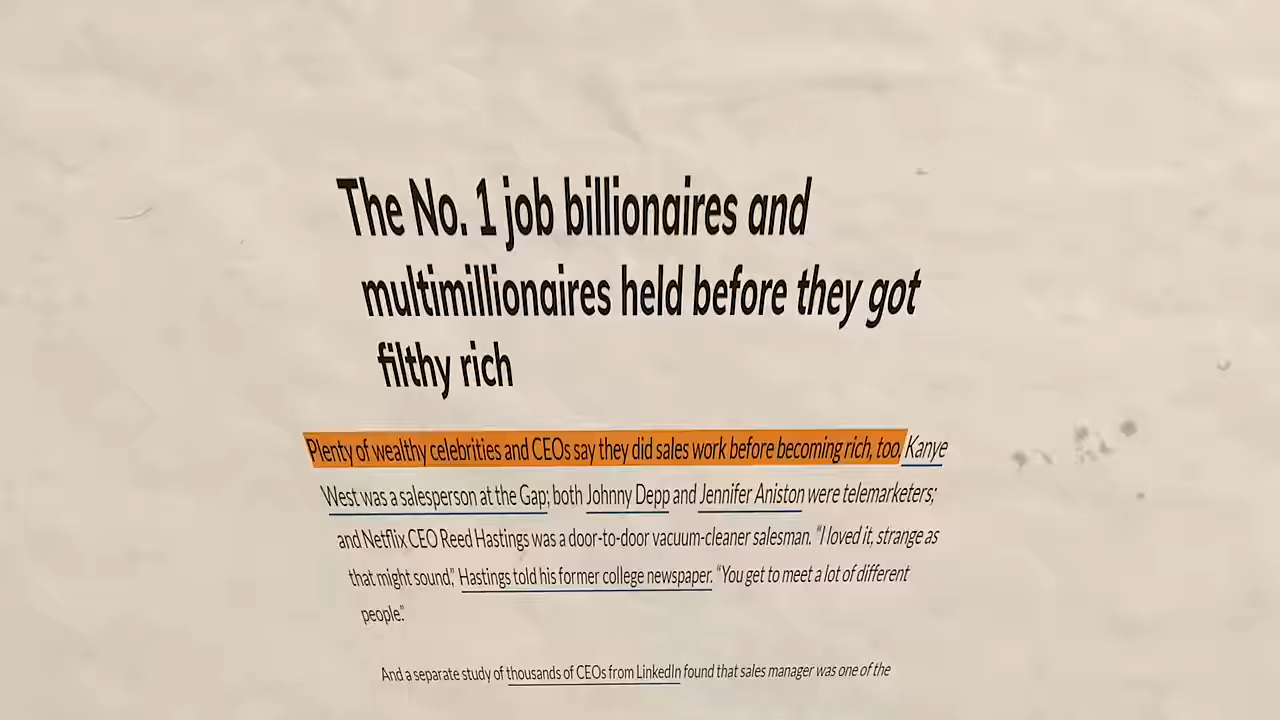 The No. 1 job billionaires and
multimillionaires held before they got
filthy rich
Plenty of wealthy celebrities and CEOs say they did sales work before becoming rich, too. Kanye
West was a salesperson at the Gap; both Johnny Depp and Jennifer Aniston were telemarketers;
and Netflix CEO Reed Hastings was a door-to-door vacuum-cleaner salesman. “I loved it, strange as
that might sound,” Hastings told his former college newspaper. “You get to meet a lot of different
people.”
And a separate study of thousands of CEOs from LinkedIn found that sales manager was one of the